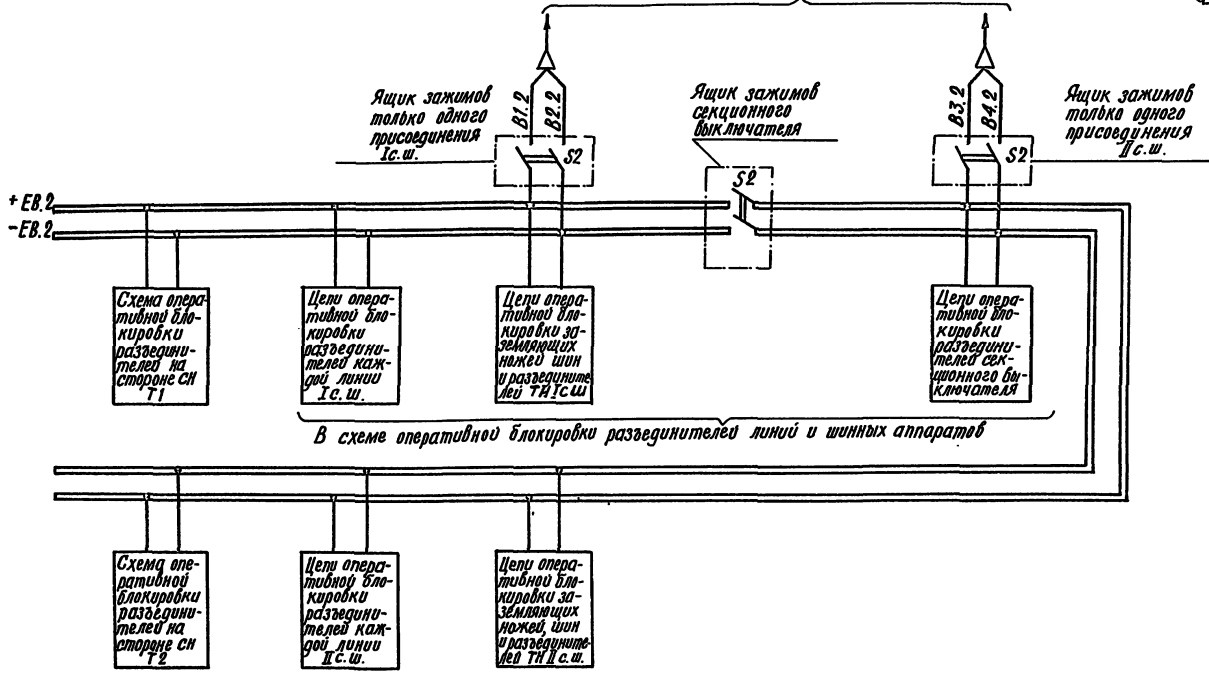 Ящик зажимов
только одного
присоединения
Iс.ш.
В1.2
В2.2
S2
Ящик зажимов
секционного
выключателя
S2
В3.2
В4.2
S2
Ящик зажимов
только одного
присоединения
IIс.ш.
+ ЕВ.2
-ЕВ.2
Схема опера-
тивной бло-
кировки
разъедини-
телей на
стороне СН
Т1
Цепи опера-
тивной бло-
кировки
разъедини-
телей каж-
дой линии
Iс.ш.
Цепи опера-
тивной бло-
кировки за-
земляющих
ножей шин
и разъедините-
лей ТН Iс.ш
Цепи опера-
тивной бло-
кировки
разъедини-
телей сек-
ционного вы-
ключателя
В схеме оперативной блокировки разъединителей линий и шинных аппаратов
Схема опе-
ративной
блокировки
разъедини-
телей на
стороне СН
Т2
Цепи опера-
тивной бло-
кировки
разъедини-
телей каж-
дой линии
IIс.ш.
Цепи опера-
тивной бло-
кировки за-
земляющих
ножей, шин
и разъедините-
лей ТН II с.ш.